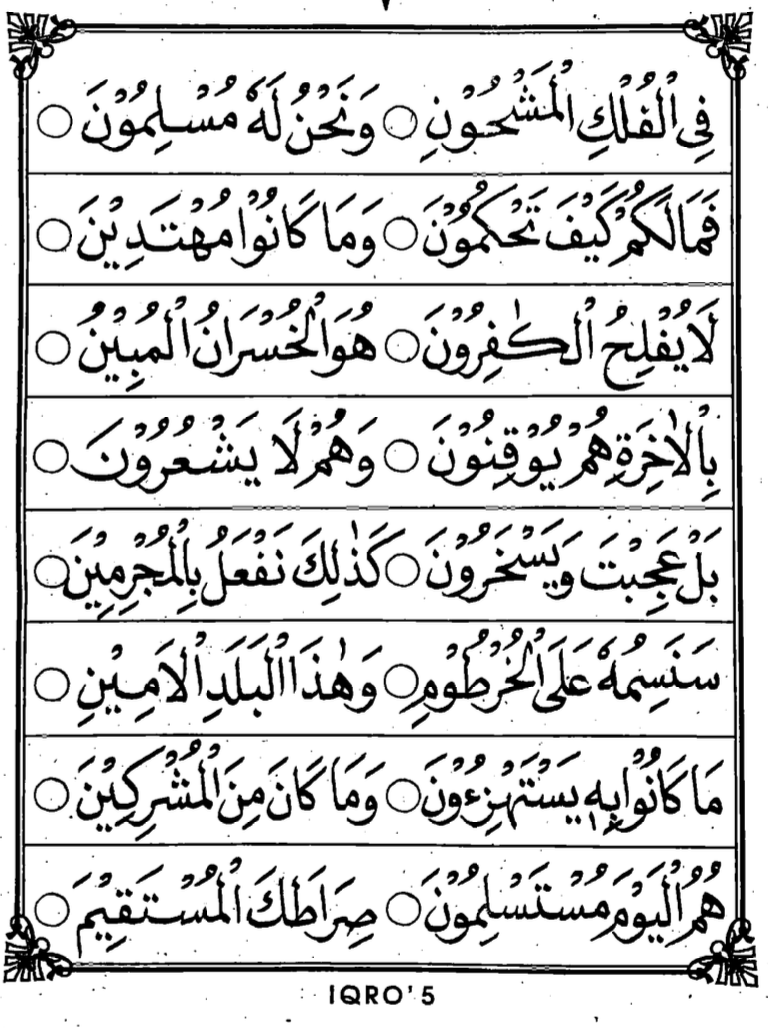 فِى الْفُلْكِ الْمَشْحُوْنِ ○ وَنَحْنُ لَهٗ مُسْلِمُوْنَ ○
فَمَالَكُمْ كَيْفَ تَحْكُمُوْنَ ○ وَمَا كَانُوْا مُهْتَدِيْنَ ○
لَا يُفْلِحُ الْكٰفِرُوْنَ ○ هُوَ الْخُسْرَانُ الْمُبِيْنُ ○
بِالْاٰخِرَةِ هُمْ يُوْقِنُوْنَ ○ وَهُمْ لَا يَشْعُرُوْنَ ○
بَلْ عَجِبْتَ وَيَسْخَرُوْنَ ○ كَذٰلِكَ نَفْعَلُ بِالْمُجْرِمِيْنَ ○
سَنَسِمُهٗ عَلَى الْخُرْطُوْمِ ○ وَهٰذَا الْبَلَدِ الْاَمِيْنِ ○
مَا كَانُوْا بِهٖ يَسْتَهْزِءُوْنَ ○ وَمَا كَانَ مِنَ الْمُشْرِكِيْنَ ○
هُمُ الْيَوْمَ مُسْتَسْلِمُوْنَ ○ صِرَاطَكَ الْمُسْتَقِيْمَ ○
IQRO'5